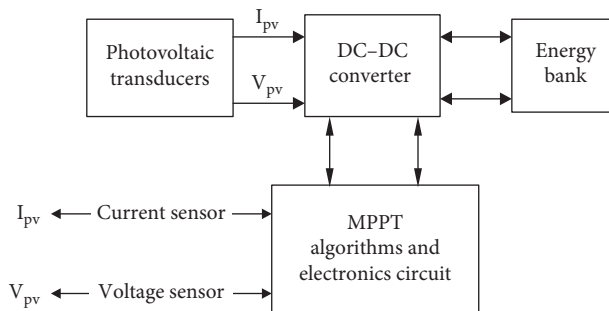 I_pv
Photovoltaic
transducers
V_pv
DC–DC
converter
Energy
bank
I_pv
Current sensor
V_pv
Voltage sensor
MPPT
algorithms and
electronics circuit